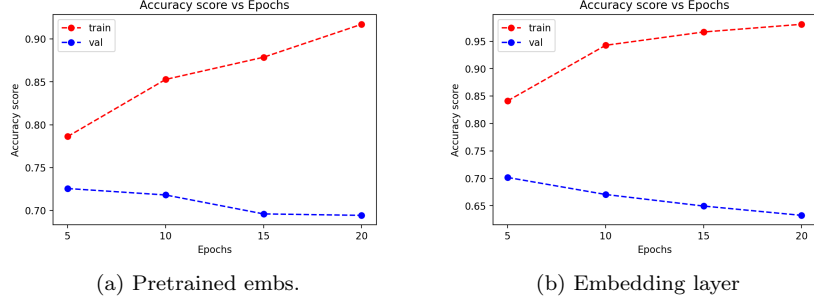 Accuracy score vs Epochs
train
val
Accuracy score
0.90
0.85
0.80
0.75
0.70
5 10 15 20
Epochs
(a) Pretrained embs.
Accuracy score vs Epochs
train
val
Accuracy score
0.95
0.90
0.85
0.80
0.75
0.70
0.65
5 10 15 20
Epochs
(b) Embedding layer